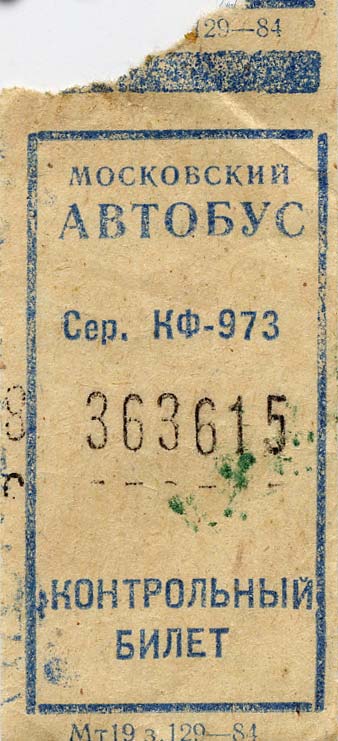 129—84
МОСКОВСКИЙ
АВТОБУС
Сер. КФ-973
363615
КОНТРОЛЬНЫЙ
БИЛЕТ
Мт19 з.129—84